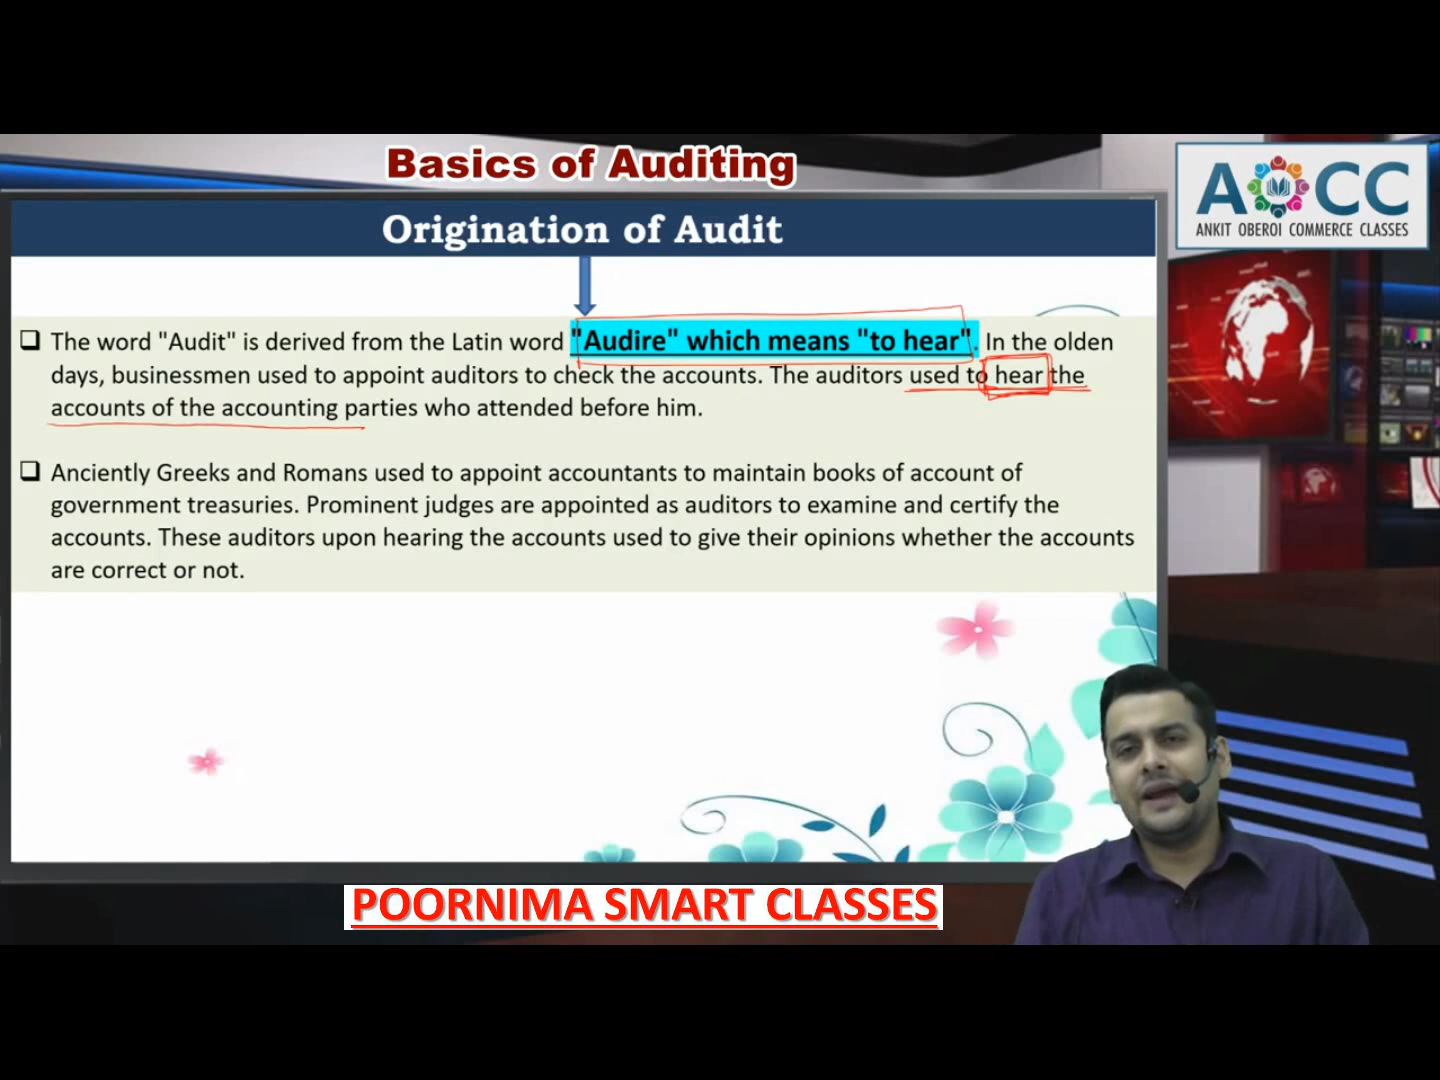 Basics of Auditing
AOCC
ANKIT OBEROI COMMERCE CLASSES
Origination of Audit
The word "Audit" is derived from the Latin word "Audire" which means "to hear". In the olden
days, businessmen used to appoint auditors to check the accounts. The auditors used to hear the
accounts of the accounting parties who attended before him.
Anciently Greeks and Romans used to appoint accountants to maintain books of account of
government treasuries. Prominent judges are appointed as auditors to examine and certify the
accounts. These auditors upon hearing the accounts used to give their opinions whether the accounts
are correct or not.
POORNIMA SMART CLASSES